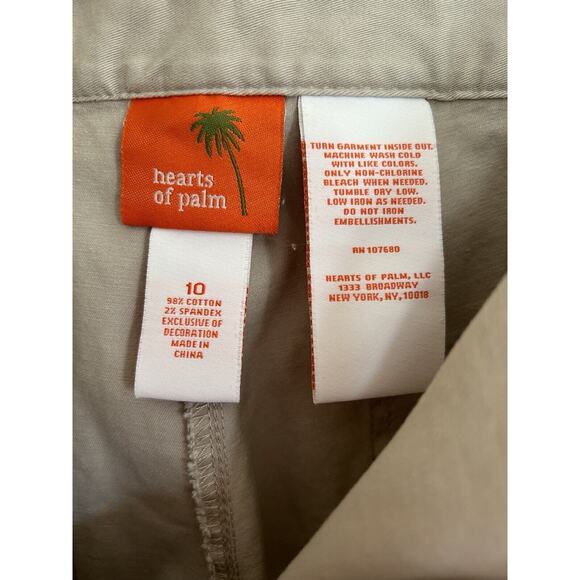 hearts
of palm
10
98% COTTON
2% SPANDEX
EXCLUSIVE OF
DECORATION
MADE IN
CHINA
TURN GARMENT INSIDE OUT.
MACHINE WASH COLD
WITH LIKE COLORS.
ONLY NON-CHLORINE
BLEACH WHEN NEEDED.
TUMBLE DRY LOW.
LOW IRON AS NEEDED.
DO NOT IRON
EMBELLISHMENTS.
RN 107680
HEARTS OF PALM, LLC
1333 BROADWAY
NEW YORK, NY, 10018